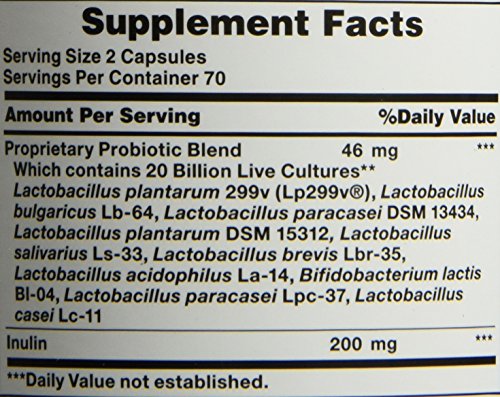 Supplement Facts
Serving Size 2 Capsules
Servings Per Container 70
Amount Per Serving %Daily Value
Proprietary Probiotic Blend 46 mg ***
Which contains 20 Billion Live Cultures**
Lactobacillus plantarum 299v (Lp299v®), Lactobacillus
bulgaricus Lb-64, Lactobacillus paracasei DSM 13434,
Lactobacillus plantarum DSM 15312, Lactobacillus
salivarius Ls-33, Lactobacillus brevis Lbr-35,
Lactobacillus acidophilus La-14, Bifidobacterium lactis
Bl-04, Lactobacillus paracasei Lpc-37, Lactobacillus
casei Lc-11
Inulin 200 mg ***
***Daily Value not established.